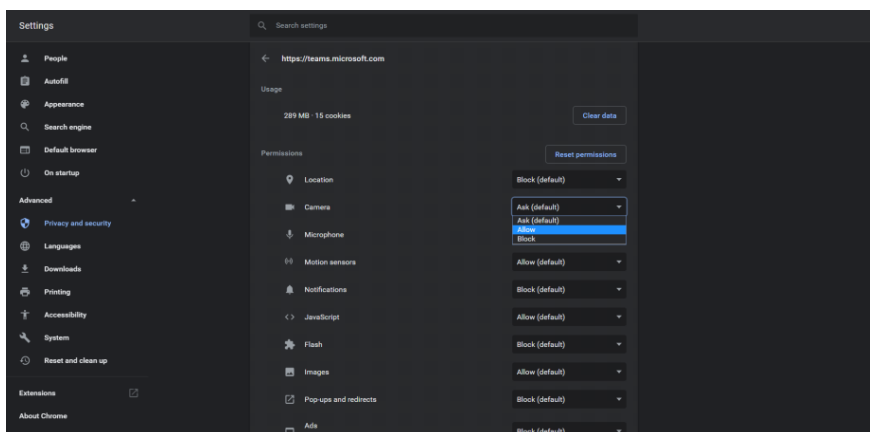 Settings
Search settings
People
Autofill
Appearance
Search engine
Default browser
On startup
Advanced
Privacy and security
Languages
Downloads
Printing
Accessibility
System
Reset and clean up
Extensions
About Chrome
https://teams.microsoft.com
Usage
289 MB · 15 cookies
Clear data
Permissions
Reset permissions
Location
Block (default)
Camera
Ask (default)
Ask (default)
Allow
Block
Microphone
Motion sensors
Allow (default)
Notifications
Block (default)
JavaScript
Allow (default)
Flash
Block (default)
Images
Allow (default)
Pop-ups and redirects
Block (default)
Ads
Block (default)